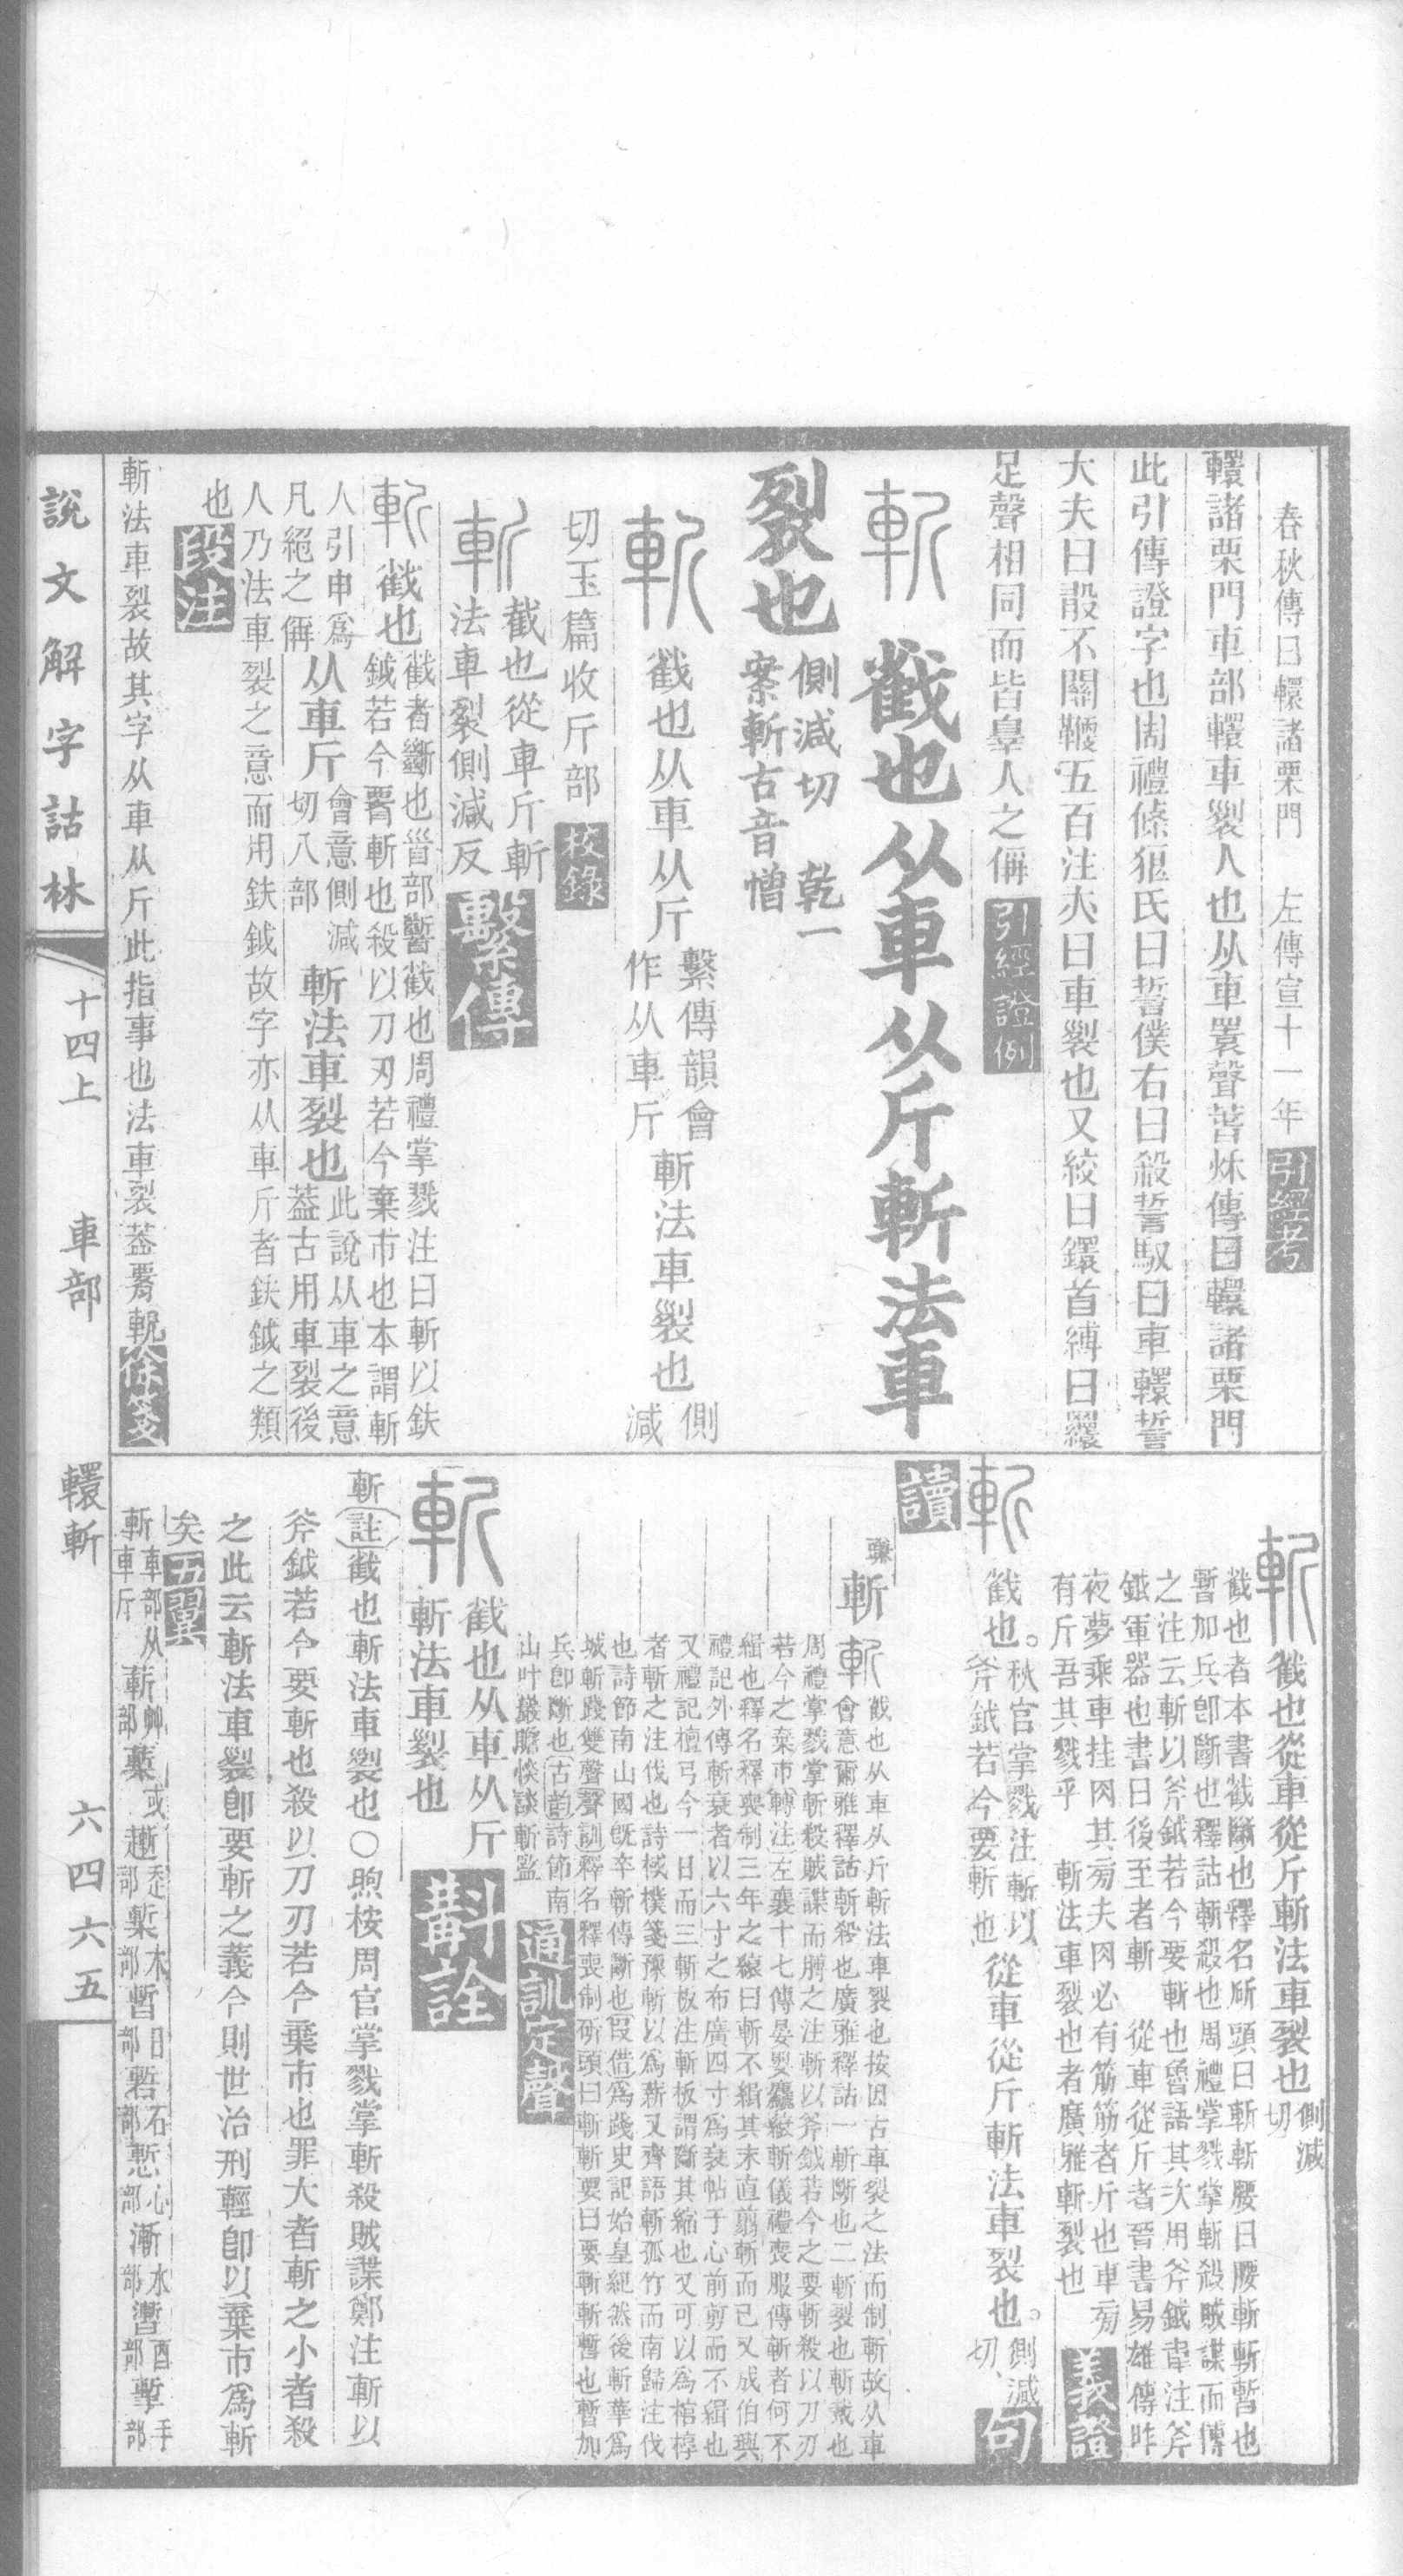 春秋傳曰轘諸栗門　左傳宣十一年 引經考
轘諸栗門車部轘車裂人也从車瞏聲春秋傳曰轘諸栗門
此引傳證字也周禮條狼氏曰誓僕右曰殺誓馭曰車轘誓
大夫曰敢不關鞭五百注夾曰車裂也又絞曰鐶首縛曰纙
足聲相同而皆辠人之偁 引經證例
斬 截也从車从斤斬法車
裂也 側減切　乾一
案斬古音憯
斬 截也从車从斤 繫傳韻會
作从車斤 斬法車裂也 側
減
切玉篇收斤部 校錄
斬 截也從車斤斬
法車裂側減反 繫傳
斬 截也 截者斷也首部䜟截也周禮掌戮注曰斬以鈇
鉞若今要斬也殺以刀刃若今棄市也本謂斬
人引申爲
凡絕之偁 从車斤 會意側減
切八部 斬法車裂也 此說从車之意
葢古用車裂後
人乃法車裂之意而用鈇鉞故字亦从車斤者鈇鉞之類
也 段注
斬法車裂故其字从車从斤此指事也法車裂葢要輗 徐箋
斬 截也從車從斤斬法車裂也 側減
切
截也者本書截斷也釋名斫頭曰斬斬腰曰腰斬斬暫也
暫加兵卽斷也釋詁斬殺也周禮掌戮掌斬殺賊諜而膊
之注云斬以斧鉞若今要斬也魯語其次用斧鉞韋注斧
鉞軍器也書曰後至者斬　從車從斤者晉書易雄傳昨
夜夢乘車挂肉其旁夫肉必有筋筋者斤也車旁
有斤吾其戮乎　斬法車裂也者廣雅斬裂也 義證
斬 截也。秋官掌戮注斬以
斧鉞若今要斬也 從車從斤斬法車裂也。側減
切 句
讀
斬 斬 截也从車从斤斬法車裂也按因古車裂之法而制斬故从車
會意爾雅釋詁斬殺也廣雅釋詁一斬斷也二斬裂也
周禮掌戮掌斬殺賊諜而膊之注斬以斧鉞若今之要斬殺以刀刃
若今之棄市 轉注 左襄十七傳晏嬰麤縗斬儀禮喪服傳斬者何不
緝也釋名釋喪制三年之縗曰斬不緝其末直翦斬而已又成伯璵
禮記外傳斬衰者以六寸之布廣四寸爲衰帖于心前剪而不緝也
又禮記檀弓今一日而三斬板注斬板謂斷其縮也又可以爲棺椁
者斬之注伐也詩棫樸箋豫斬以爲薪又齊語斬孤竹而南歸注伐
也詩節南山國旣卒斬傳斷也 叚借 爲踐史記始皇紀然後斬華爲
城斬踐雙聲 聲訓 釋名釋喪制斫頭曰斬斬要曰要斬斬暫也暫加
兵卽斷也 古韵 詩節南
山叶巖瞻惔談斬監 通訓定聲
斬 截也从車从斤
斬法車裂也 斠詮
斬 註 截也斬法車裂也○煦桉周官掌戮掌斬殺賊諜鄭注斬以
斧鉞若今要斬也殺以刀刃若今棄市也罪大者斬之小者殺
之此云斬法車裂卽要斬之義今則世治刑輕卽以棄市爲斬
矣 五翼
斬 車部从
車斤 蔪 艸
部 或 趰 走
部 槧 木
部 暫 日
部 磛 石
部 慙 心
部 漸 水
部 酉
部 摲 手
部
說文解字詁林
十四上　車部　轘斬　六四六五